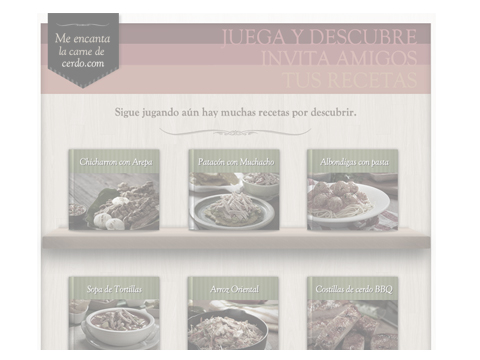 Me encanta
la carne de
cerdo.com
JUEGA Y DESCUBRE
INVITA AMIGOS
TUS RECETAS
Sigue jugando aún hay muchas recetas por descubrir.
Chicharron con Arepa
Patacón con Muchacho
Albondigas con pasta
Sopa de Tortillas
Arroz Oriental
Costillas de cerdo BBQ